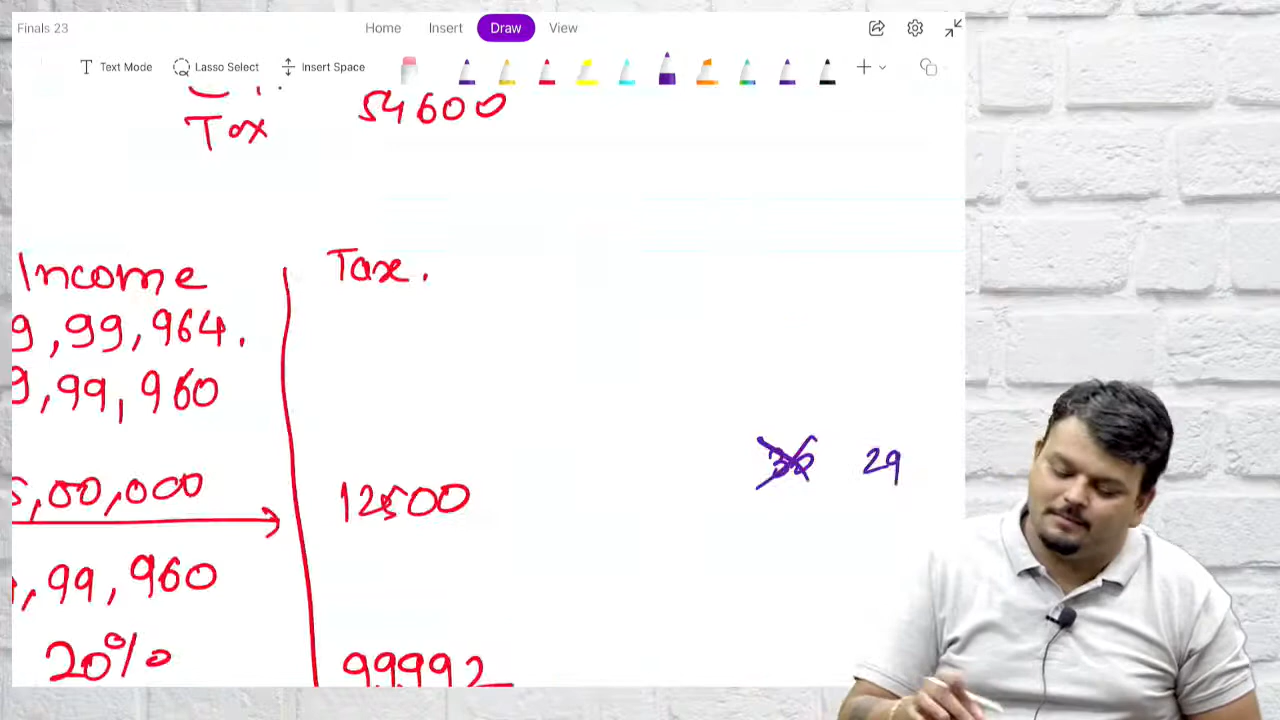 Finals 23
Home Insert Draw View
Text Mode Lasso Select Insert Space
Tax 54600
Income Tax.
9,99,964.
9,99,960
5,00,000 12500
,99,960
20% 99992
29